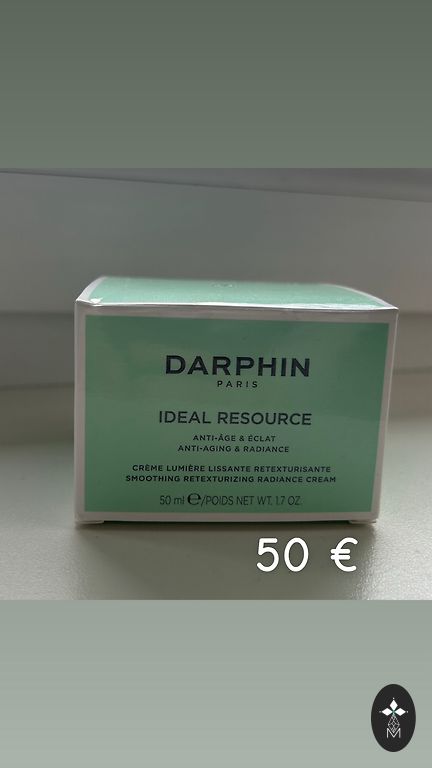 DARPHIN
PARIS
IDEAL RESOURCE
ANTI-ÂGE & ÉCLAT
ANTI-AGING & RADIANCE
CRÈME LUMIÈRE LISSANTE RETEXTURISANTE
SMOOTHING RETEXTURIZING RADIANCE CREAM
50 ml ℮/POIDS NET WT. 1.7 OZ.
50 €
M